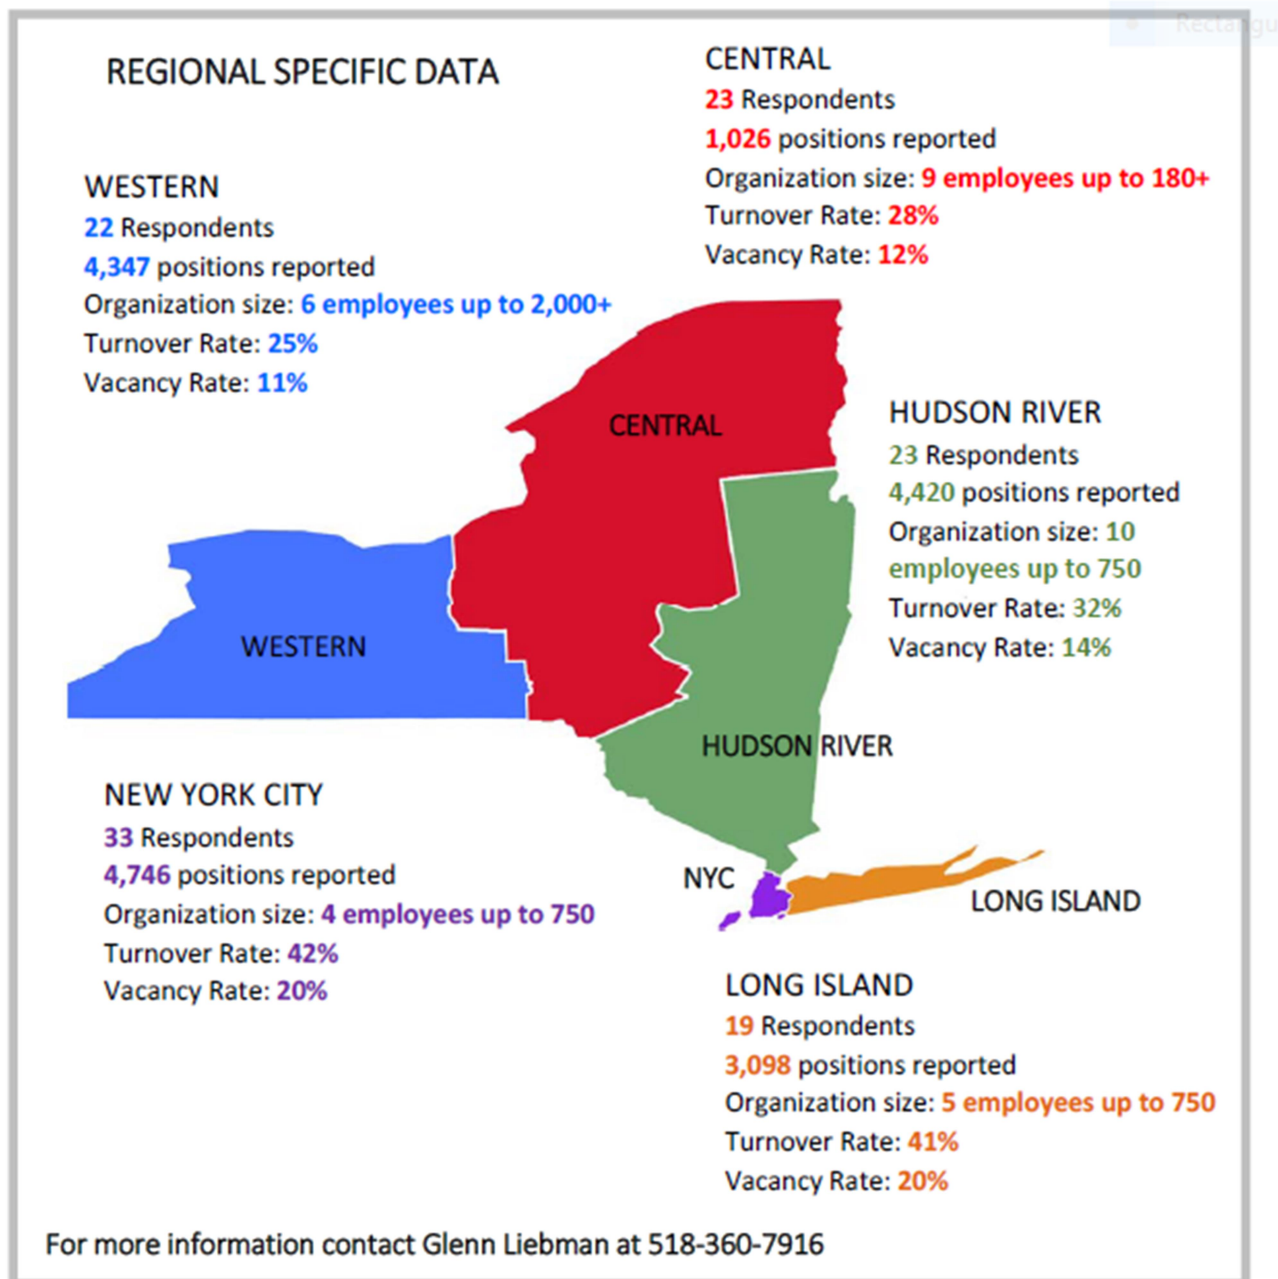 REGIONAL SPECIFIC DATA
CENTRAL
23 Respondents
1,026 positions reported
Organization size: 9 employees up to 180+
Turnover Rate: 28%
Vacancy Rate: 12%
WESTERN
22 Respondents
4,347 positions reported
Organization size: 6 employees up to 2,000+
Turnover Rate: 25%
Vacancy Rate: 11%
CENTRAL
HUDSON RIVER
23 Respondents
4,420 positions reported
Organization size: 10
employees up to 750
Turnover Rate: 32%
Vacancy Rate: 14%
WESTERN
HUDSON RIVER
NEW YORK CITY
33 Respondents
4,746 positions reported
Organization size: 4 employees up to 750
Turnover Rate: 42%
Vacancy Rate: 20%
NYC
LONG ISLAND
LONG ISLAND
19 Respondents
3,098 positions reported
Organization size: 5 employees up to 750
Turnover Rate: 41%
Vacancy Rate: 20%
For more information contact Glenn Liebman at 518-360-7916